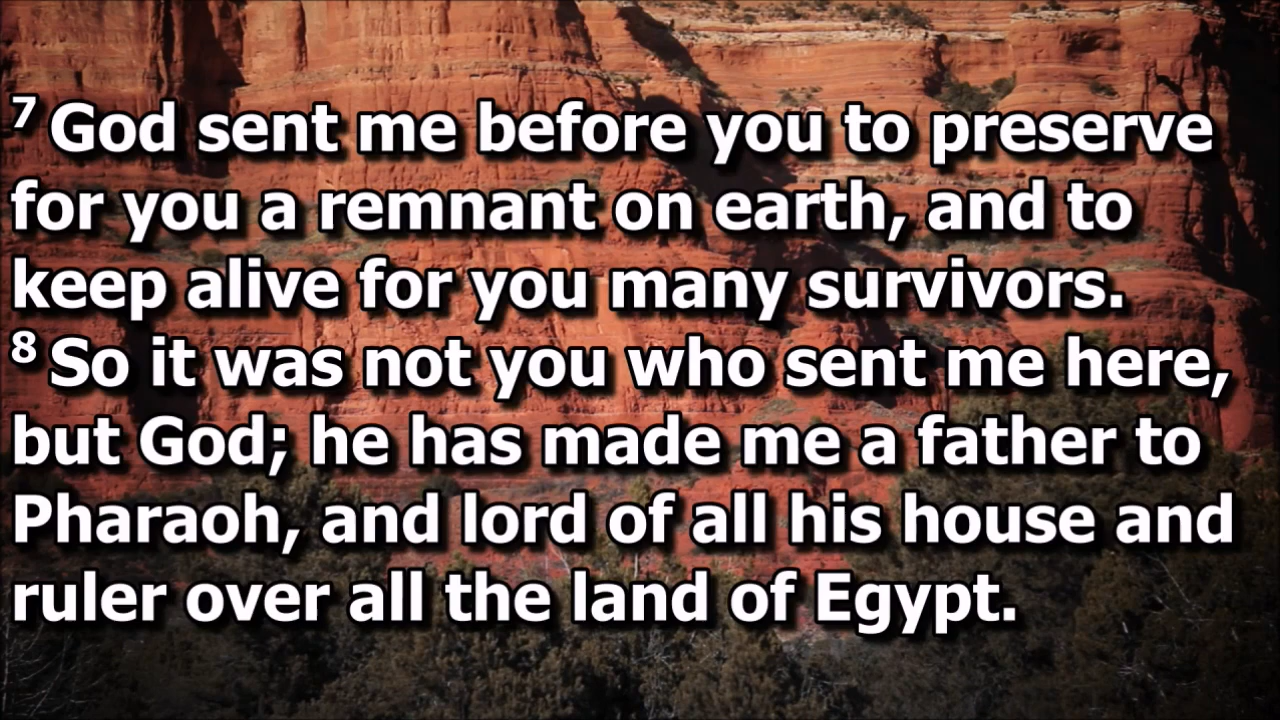 7 God sent me before you to preserve
for you a remnant on earth, and to
keep alive for you many survivors.
8 So it was not you who sent me here,
but God; he has made me a father to
Pharaoh, and lord of all his house and
ruler over all the land of Egypt.